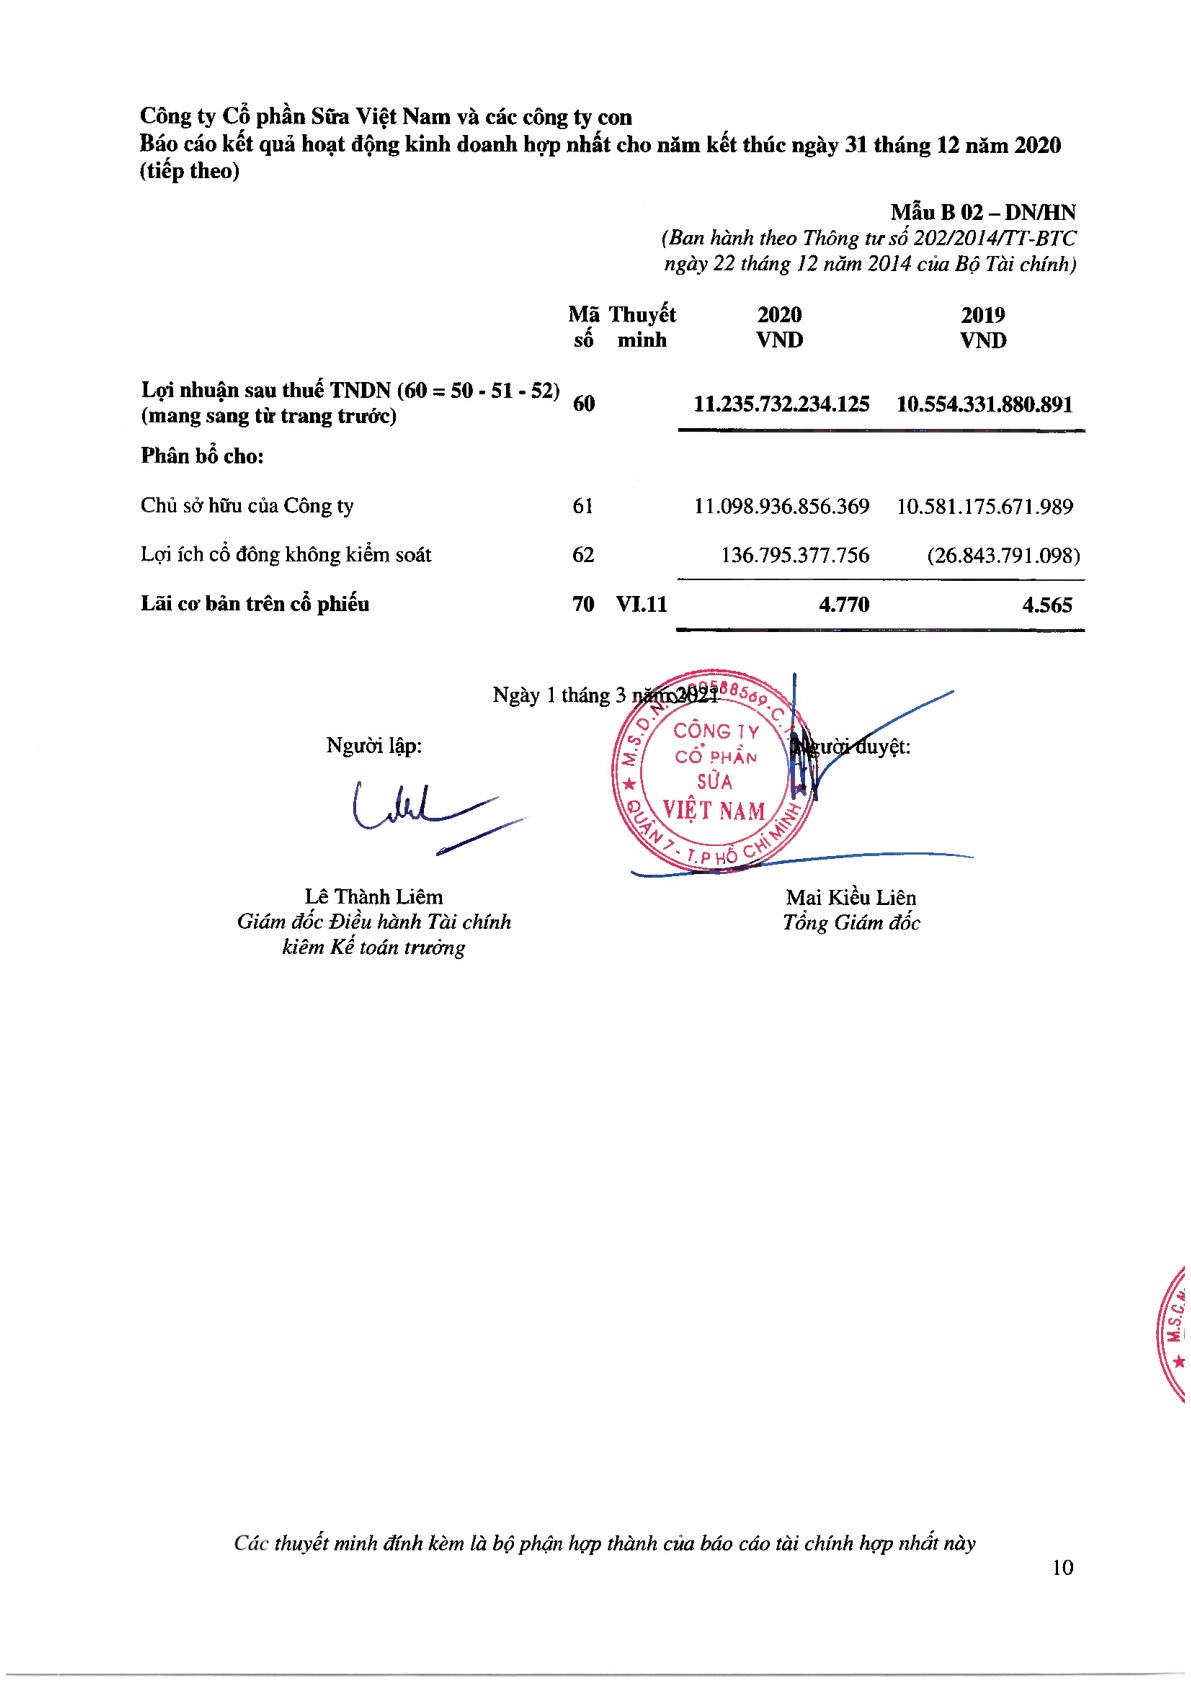 Công ty Cổ phần Sữa Việt Nam và các công ty con
Báo cáo kết quả hoạt động kinh doanh hợp nhất cho năm kết thúc ngày 31 tháng 12 năm 2020
(tiếp theo)
Mẫu B 02 – DN/HN
(Ban hành theo Thông tư số 202/2014/TT-BTC
ngày 22 tháng 12 năm 2014 của Bộ Tài chính)
Mã Thuyết 2020 2019
số minh VND VND
Lợi nhuận sau thuế TNDN (60 = 50 - 51 - 52)
(mang sang từ trang trước) 60 11.235.732.234.125 10.554.331.880.891
Phân bổ cho:
Chủ sở hữu của Công ty 61 11.098.936.856.369 10.581.175.671.989
Lợi ích cổ đông không kiểm soát 62 136.795.377.756 (26.843.791.098)
Lãi cơ bản trên cổ phiếu 70 VI.11 4.770 4.565
Ngày 1 tháng 3 năm 2021
Người lập: Người duyệt:
CÔNG TY
CỔ PHẦN
SỮA
VIỆT NAM
QUẬN 7 - T.P HỒ CHÍ MINH
Lê Thành Liêm Mai Kiều Liên
Giám đốc Điều hành Tài chính Tổng Giám đốc
kiêm Kế toán trưởng
M.S.C.N
Các thuyết minh đính kèm là bộ phận hợp thành của báo cáo tài chính hợp nhất này
10